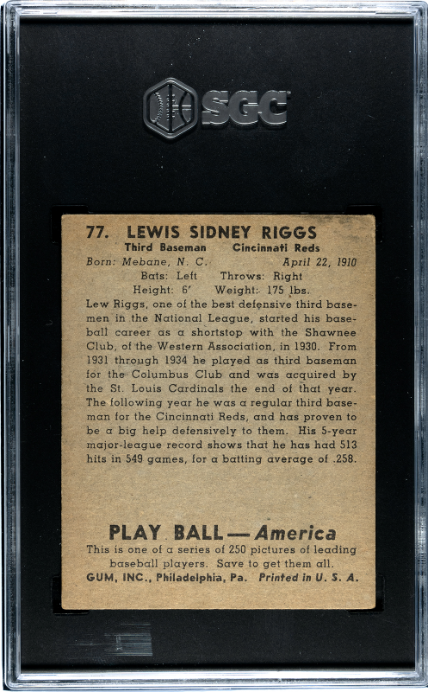 SGC
77. LEWIS SIDNEY RIGGS
Third Baseman Cincinnati Reds
Born: Mebane, N. C. April 22, 1910
Bats: Left Throws: Right
Height: 6' Weight: 175 lbs.
Lew Riggs, one of the best defensive third base-
men in the National League, started his base-
ball career as a shortstop with the Shawnee
Club, of the Western Association, in 1930. From
1931 through 1934 he played as third baseman
for the Columbus Club and was acquired by
the St. Louis Cardinals the end of that year.
The following year he was a regular third base-
man for the Cincinnati Reds, and has proven to
be a big help defensively to them. His 5-year
major-league record shows that he has had 513
hits in 549 games, for a batting average of .258.
PLAY BALL — America
This is one of a series of 250 pictures of leading
baseball players. Save to get them all.
GUM, INC., Philadelphia, Pa. Printed in U. S. A.